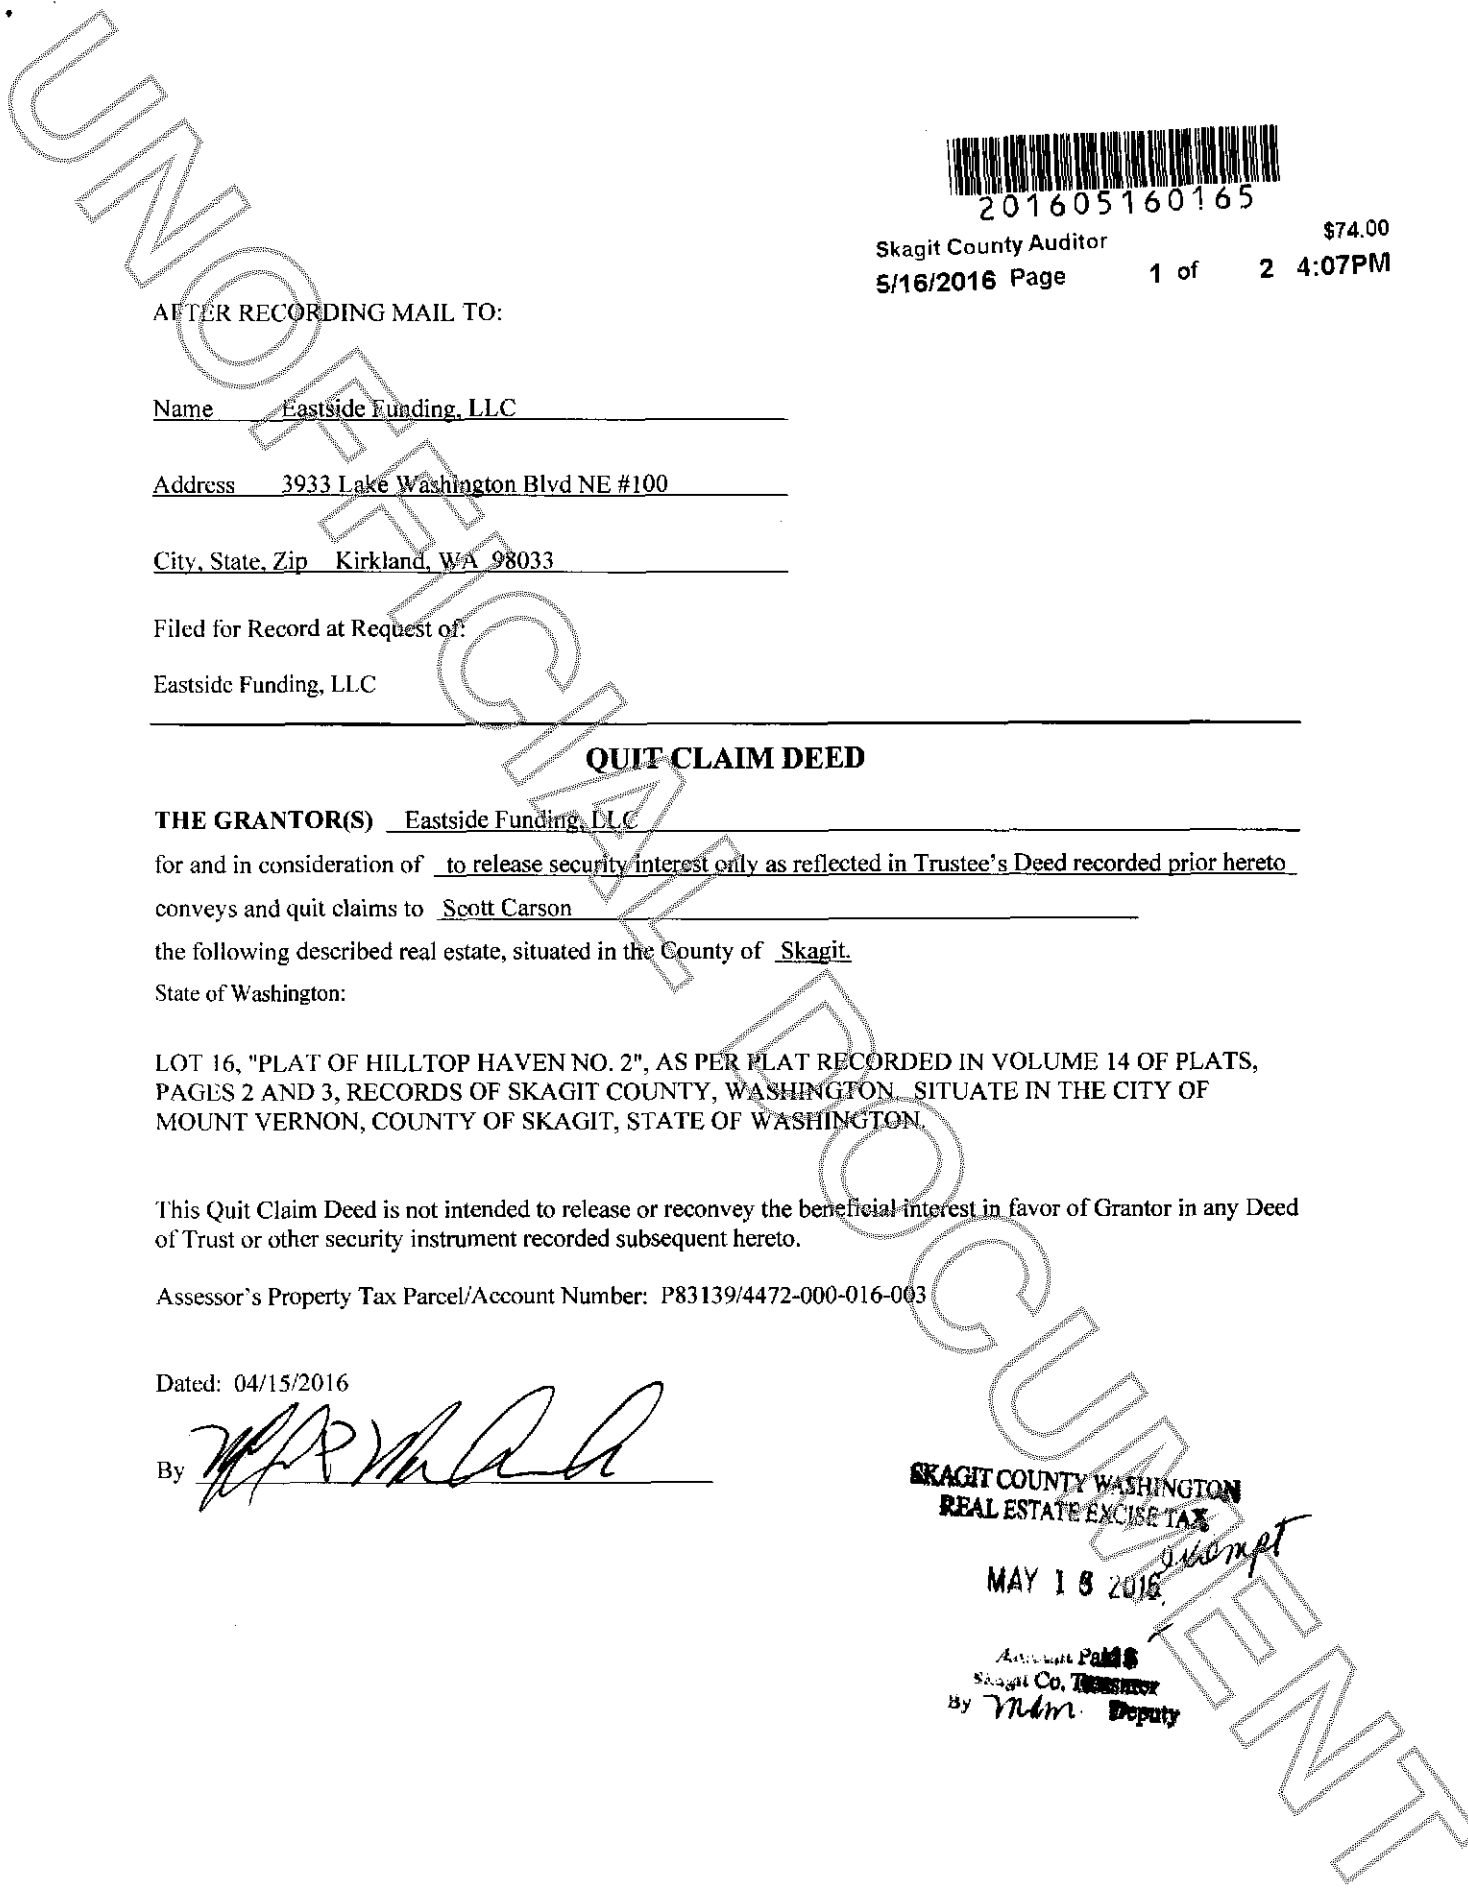 201605160165
Skagit County Auditor $74.00
5/16/2016 Page 1 of 2 4:07PM
AFTER RECORDING MAIL TO:
Name Eastside Funding, LLC
Address 3933 Lake Washington Blvd NE #100
City, State, Zip Kirkland, WA 98033
Filed for Record at Request of:
Eastside Funding, LLC
QUIT CLAIM DEED
THE GRANTOR(S) Eastside Funding, LLC
for and in consideration of to release security interest only as reflected in Trustee's Deed recorded prior hereto
conveys and quit claims to Scott Carson
the following described real estate, situated in the County of Skagit.
State of Washington:
LOT 16, "PLAT OF HILLTOP HAVEN NO. 2", AS PER PLAT RECORDED IN VOLUME 14 OF PLATS,
PAGES 2 AND 3, RECORDS OF SKAGIT COUNTY, WASHINGTON. SITUATE IN THE CITY OF
MOUNT VERNON, COUNTY OF SKAGIT, STATE OF WASHINGTON.
This Quit Claim Deed is not intended to release or reconvey the beneficial interest in favor of Grantor in any Deed
of Trust or other security instrument recorded subsequent hereto.
Assessor's Property Tax Parcel/Account Number: P83139/4472-000-016-003
Dated: 04/15/2016
By
SKAGIT COUNTY WASHINGTON
REAL ESTATE EXCISE TAX
exempt
MAY 16 2016
Amount Paid $
Skagit Co. Treasurer
By mam Deputy
UNOFFICIAL DOCUMENT